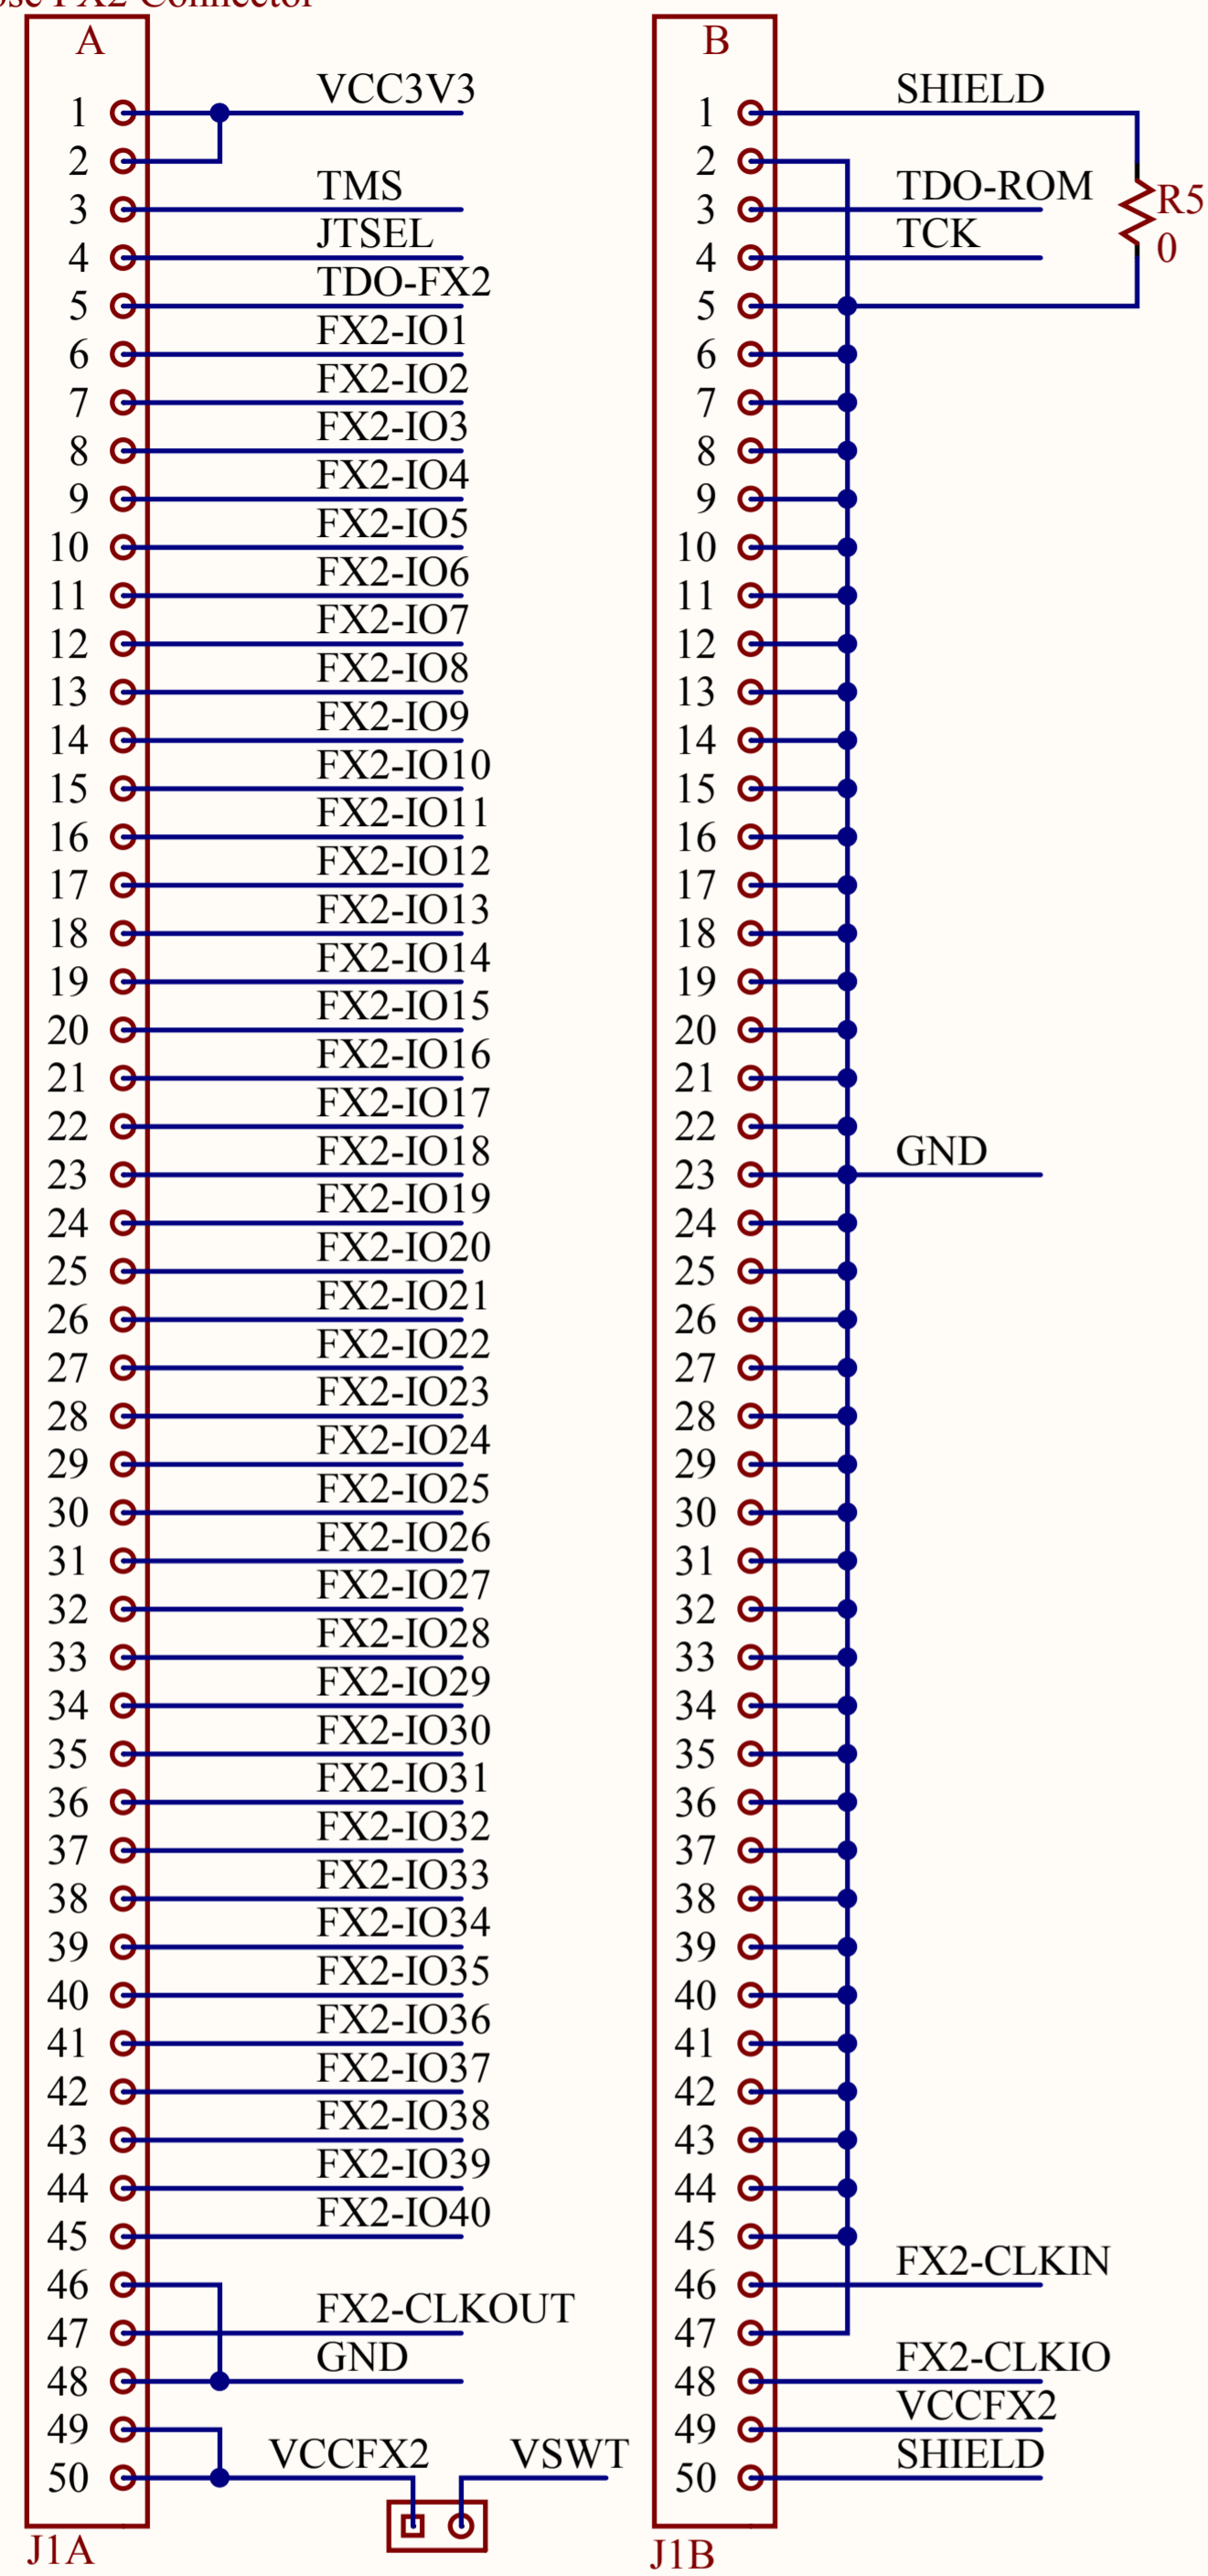 FX2 Connector
A
1 VCC3V3
2
3 TMS
4 JTSEL
5 TDO-FX2
6 FX2-IO1
7 FX2-IO2
8 FX2-IO3
9 FX2-IO4
10 FX2-IO5
11 FX2-IO6
12 FX2-IO7
13 FX2-IO8
14 FX2-IO9
15 FX2-IO10
16 FX2-IO11
17 FX2-IO12
18 FX2-IO13
19 FX2-IO14
20 FX2-IO15
21 FX2-IO16
22 FX2-IO17
23 FX2-IO18
24 FX2-IO19
25 FX2-IO20
26 FX2-IO21
27 FX2-IO22
28 FX2-IO23
29 FX2-IO24
30 FX2-IO25
31 FX2-IO26
32 FX2-IO27
33 FX2-IO28
34 FX2-IO29
35 FX2-IO30
36 FX2-IO31
37 FX2-IO32
38 FX2-IO33
39 FX2-IO34
40 FX2-IO35
41 FX2-IO36
42 FX2-IO37
43 FX2-IO38
44 FX2-IO39
45 FX2-IO40
46
47 FX2-CLKOUT
48 GND
49
50 VCCFX2 VSWT
J1A
B
1 SHIELD
2
3 TDO-ROM
R5
4 TCK
0
5
6
7
8
9
10
11
12
13
14
15
16
17
18
19
20
21
22
23 GND
24
25
26
27
28
29
30
31
32
33
34
35
36
37
38
39
40
41
42
43
44
45
46 FX2-CLKIN
47
48 FX2-CLKIO
49 VCCFX2
50 SHIELD
J1B